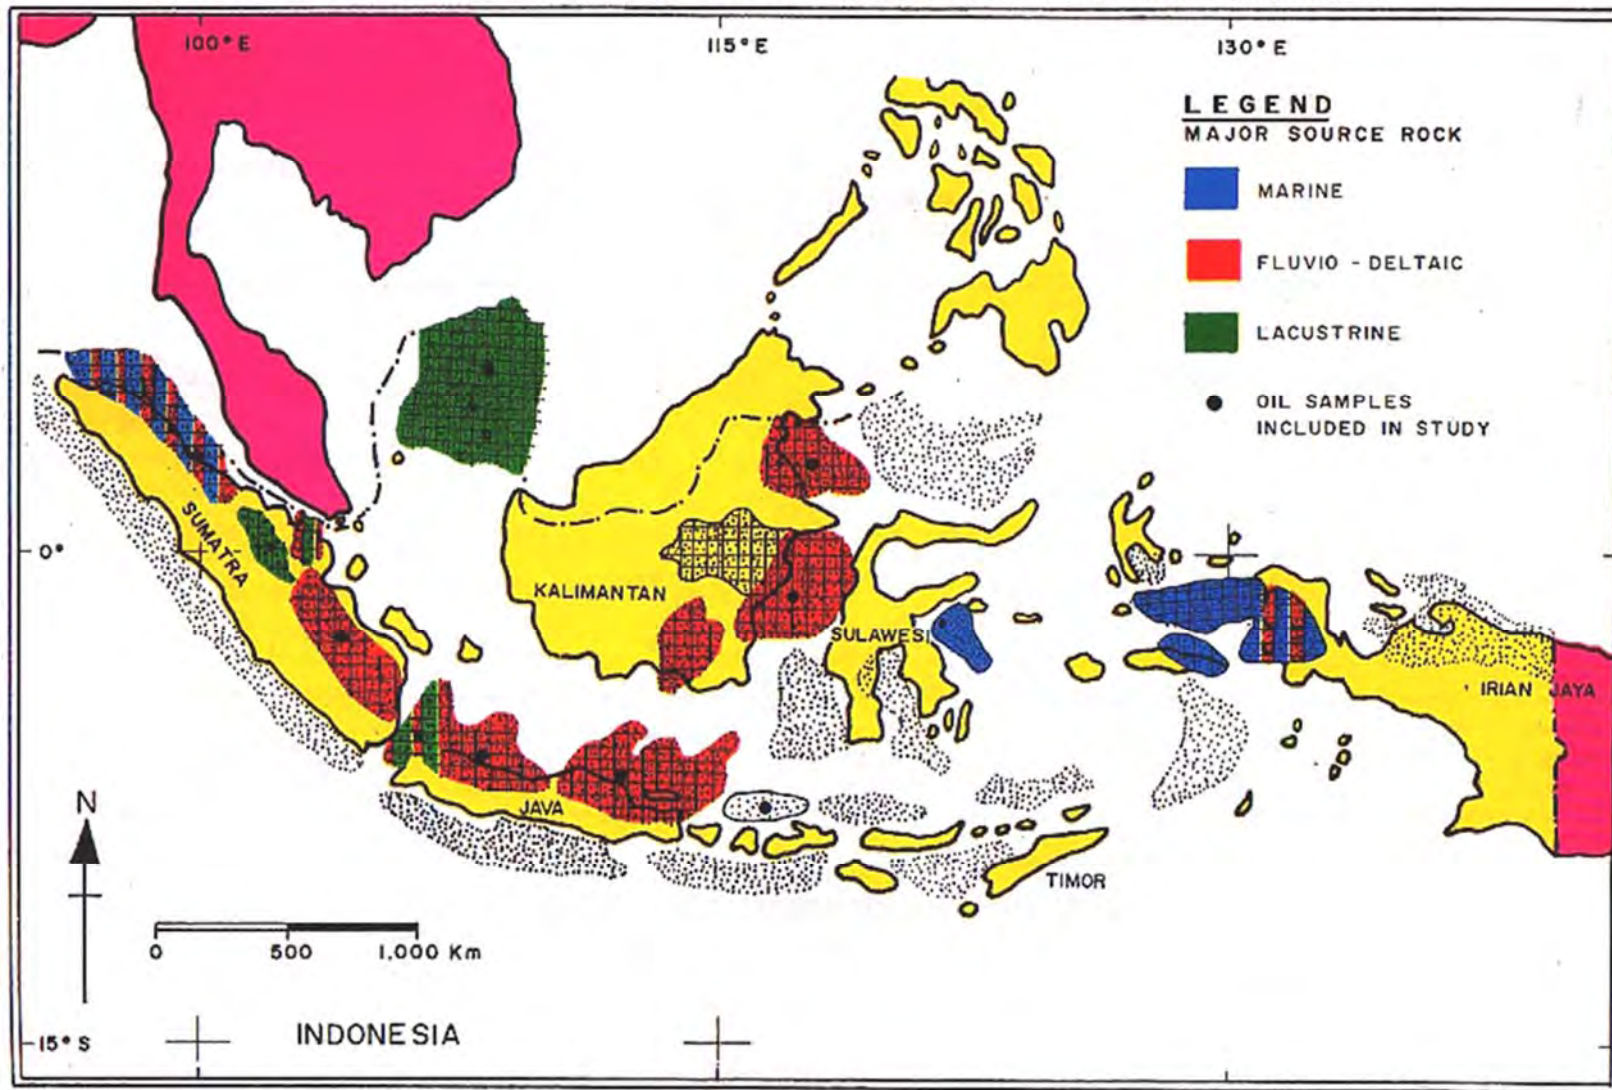 100° E
115° E
130° E
LEGEND
MAJOR SOURCE ROCK
MARINE
FLUVIO - DELTAIC
LACUSTRINE
OIL SAMPLES
INCLUDED IN STUDY
SUMATRA
0°
KALIMANTAN
SULAWESI
IRIAN JAYA
JAVA
TIMOR
N
0 500 1.000 Km
15° S
INDONESIA